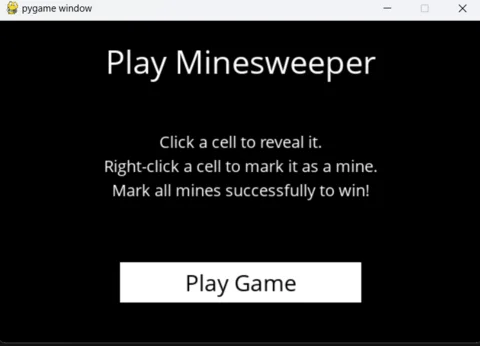 pygame window
Play Minesweeper
Click a cell to reveal it.
Right-click a cell to mark it as a mine.
Mark all mines successfully to win!
Play Game